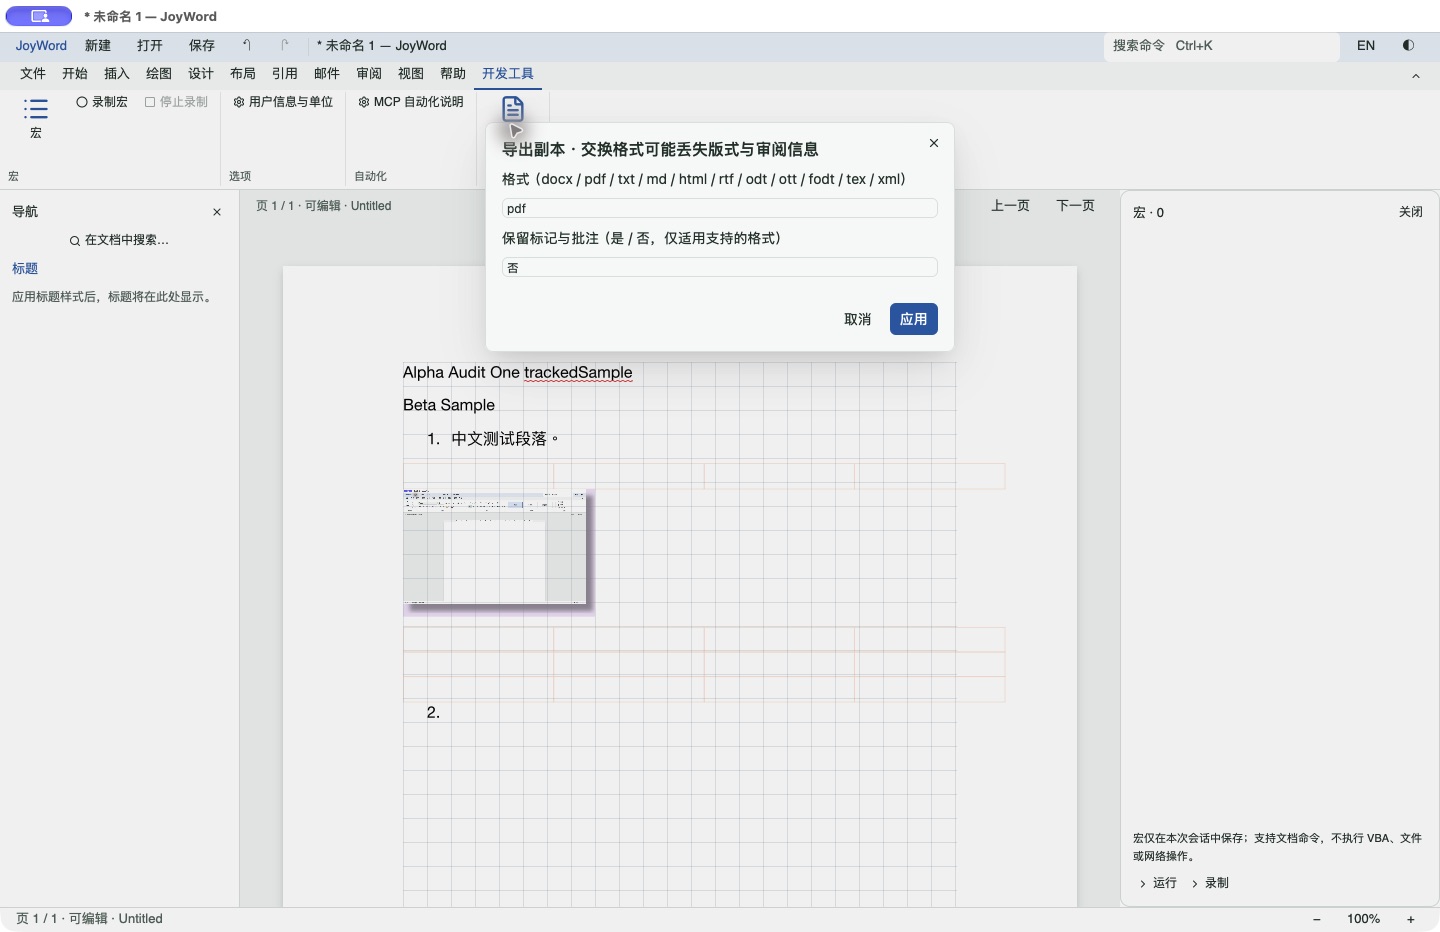 * 未命名 1 — JoyWord
JoyWord 新建 打开 保存 * 未命名 1 — JoyWord 搜索命令 Ctrl+K EN
文件 开始 插入 绘图 设计 布局 引用 邮件 审阅 视图 帮助 开发工具
宏 录制宏 停止录制 用户信息与单位 MCP 自动化说明
宏 选项 自动化
导出副本 · 交换格式可能丢失版式与审阅信息
格式（docx / pdf / txt / md / html / rtf / odt / ott / fodt / tex / xml）
pdf
保留标记与批注（是 / 否，仅适用支持的格式）
否
取消 应用
导航
在文档中搜索...
标题
应用标题样式后，标题将在此处显示。
页 1 / 1 · 可编辑 · Untitled 上一页 下一页
Alpha Audit One trackedSample
Beta Sample
1. 中文测试段落。
2.
宏 · 0 关闭
宏仅在本次会话中保存；支持文档命令，不执行 VBA、文件
或网络操作。
运行 录制
页 1 / 1 · 可编辑 · Untitled − 100% +